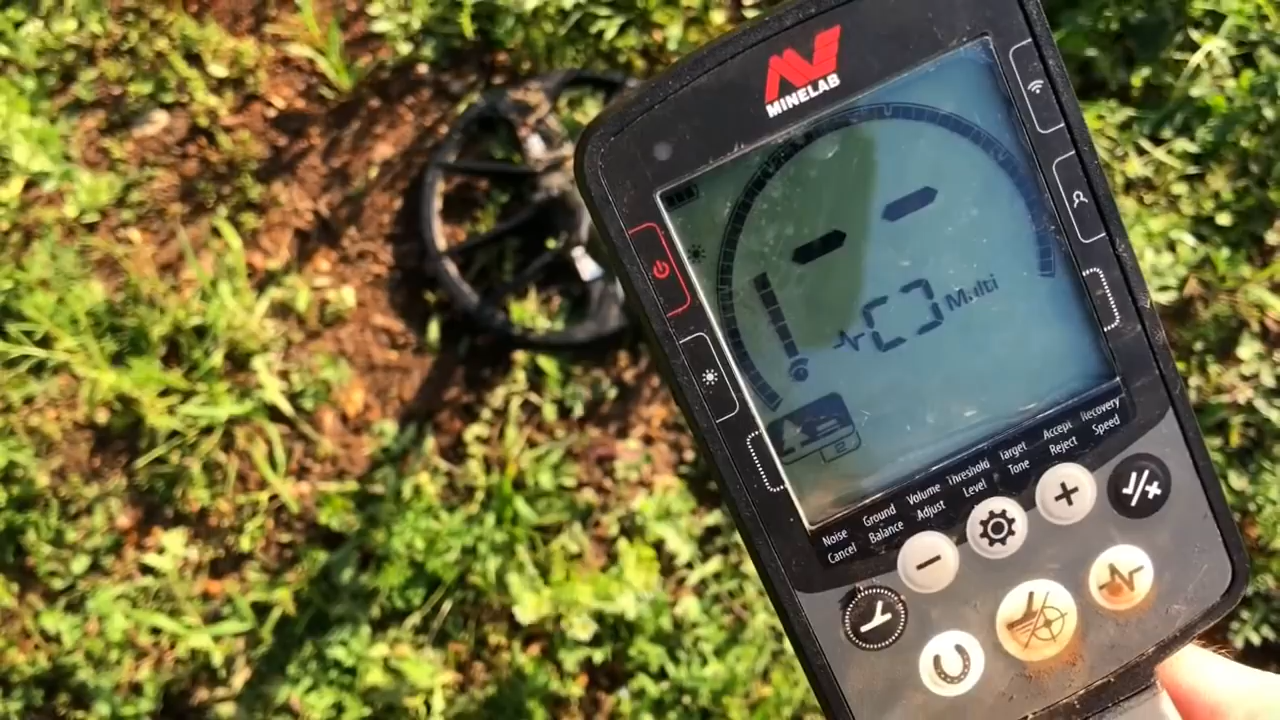 MINELAB
Multi
Noise Cancel
Ground Balance
Volume Adjust
Threshold Level
Target Tone
Accept Reject
Recovery Speed